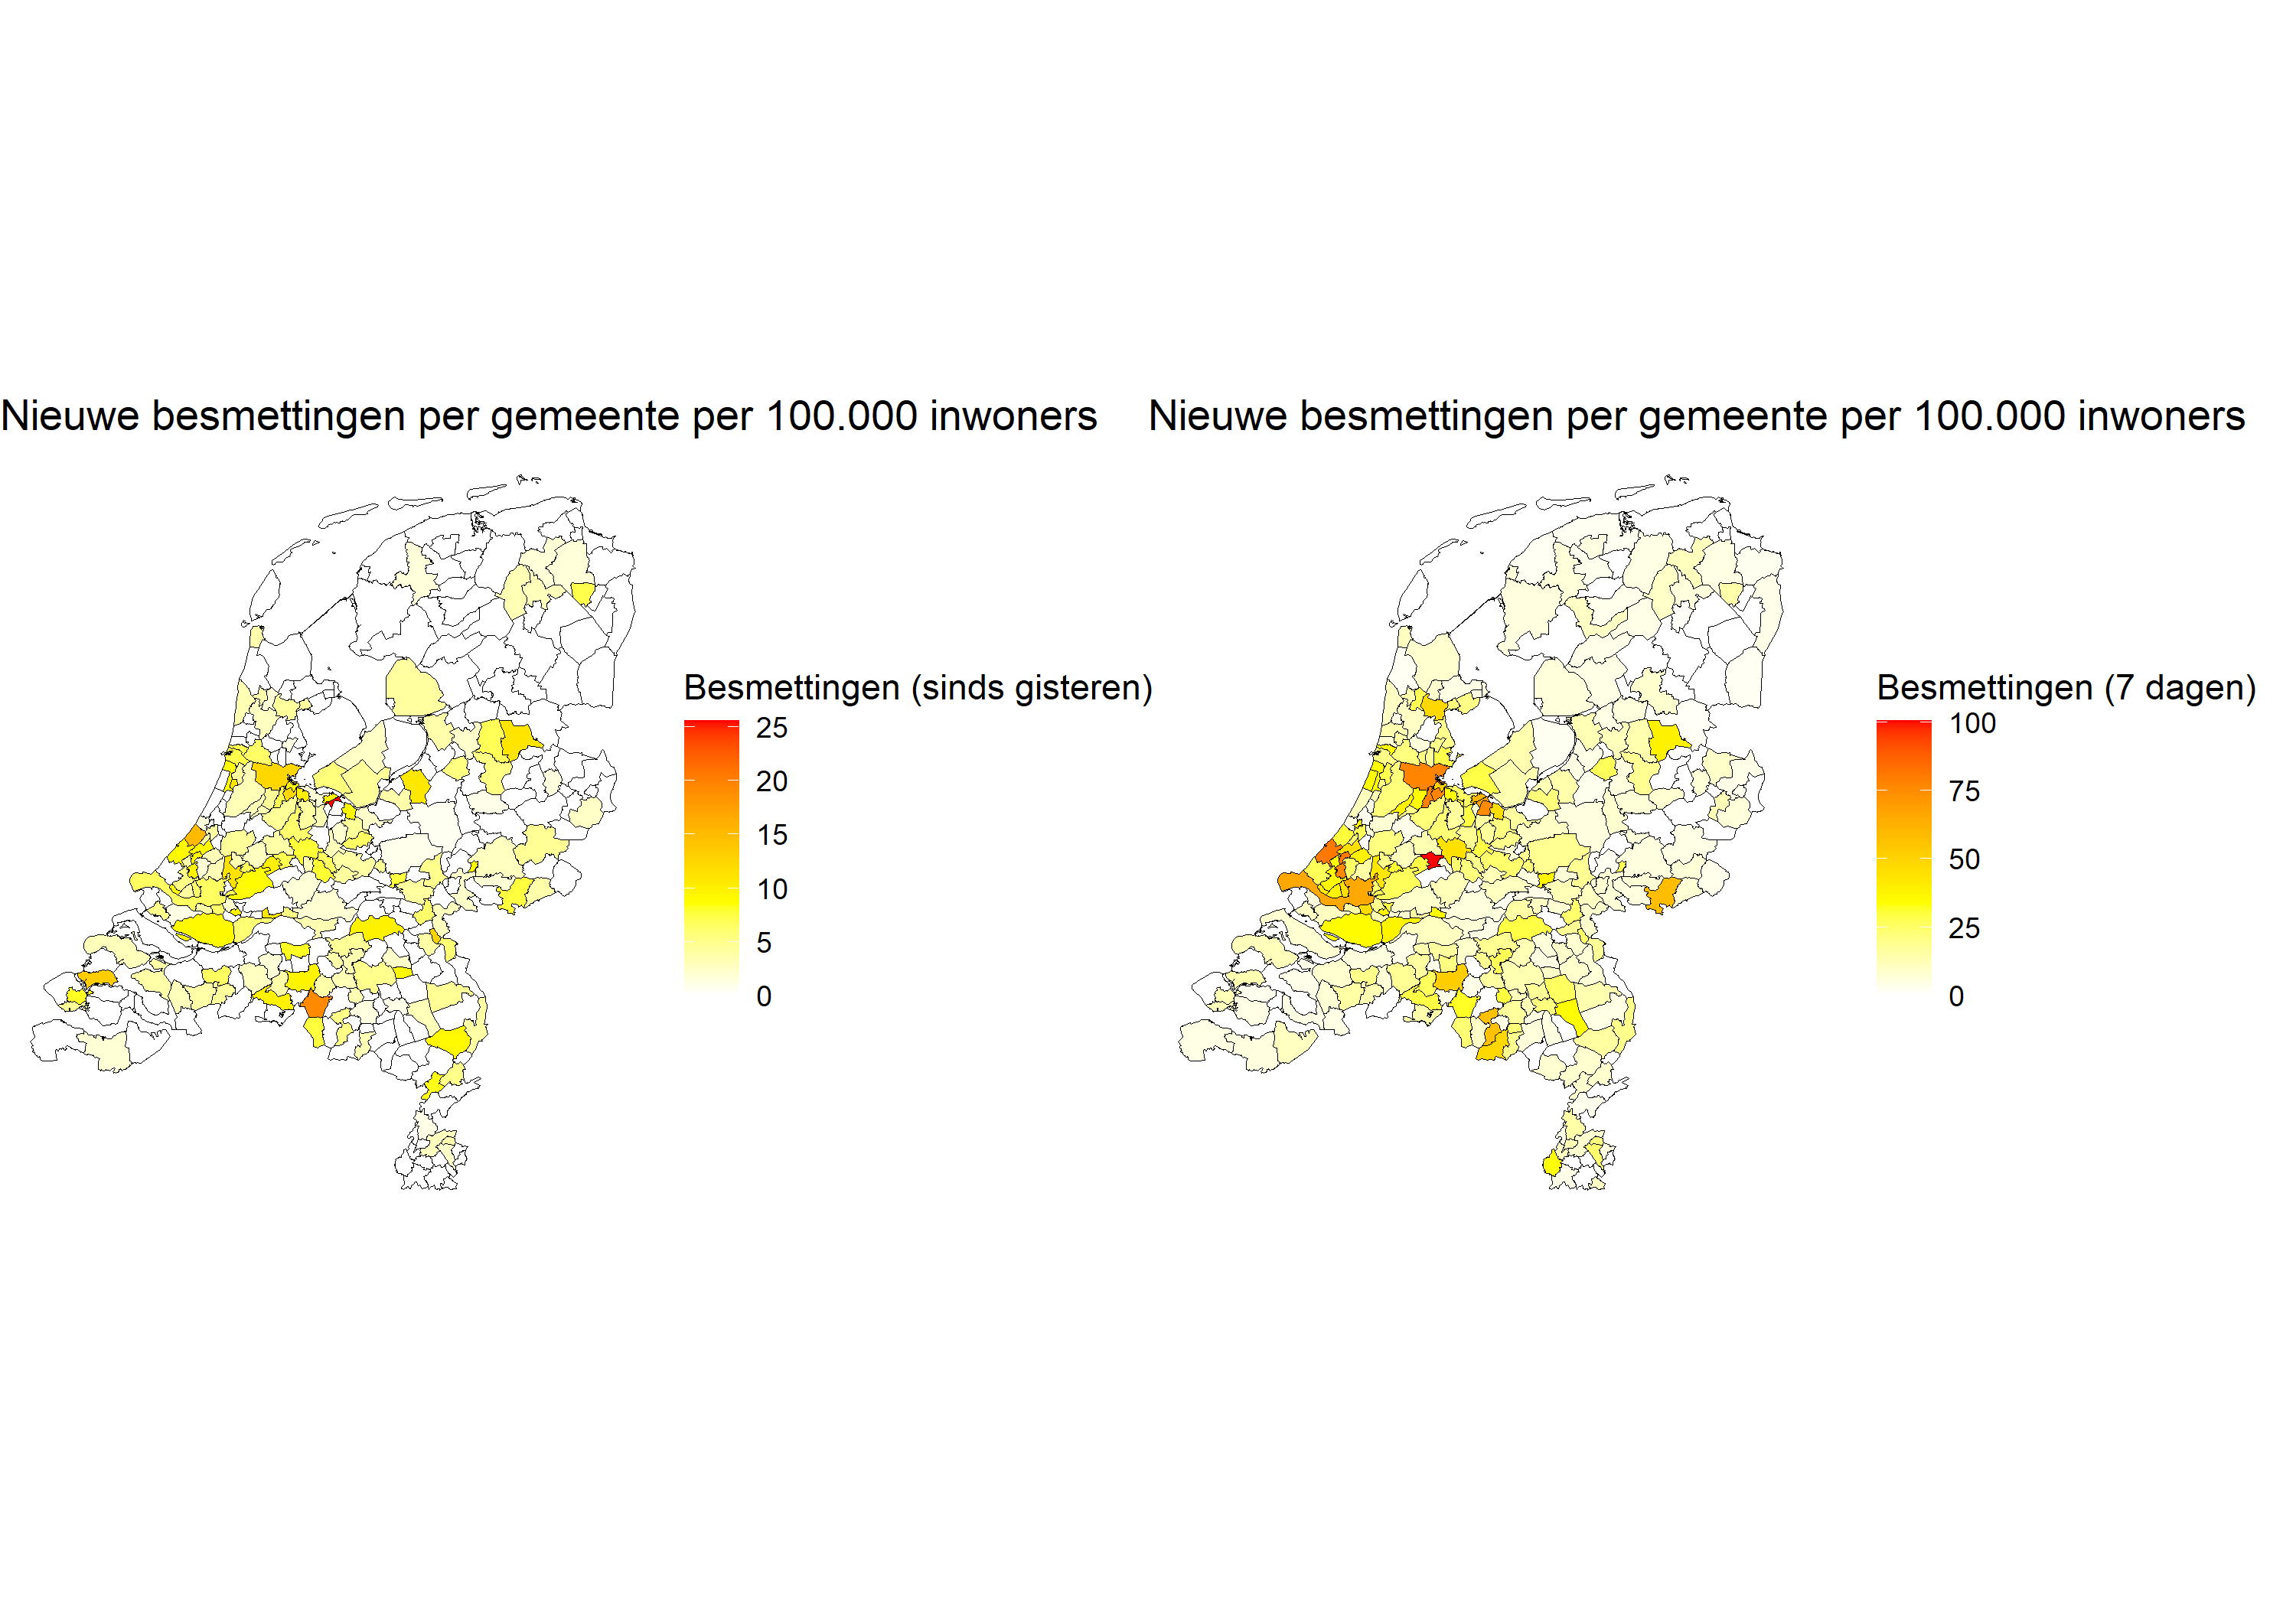 Nieuwe besmettingen per gemeente per 100.000 inwoners
Besmettingen (sinds gisteren)
25
20
15
10
5
0
Nieuwe besmettingen per gemeente per 100.000 inwoners
Besmettingen (7 dagen)
100
75
50
25
0